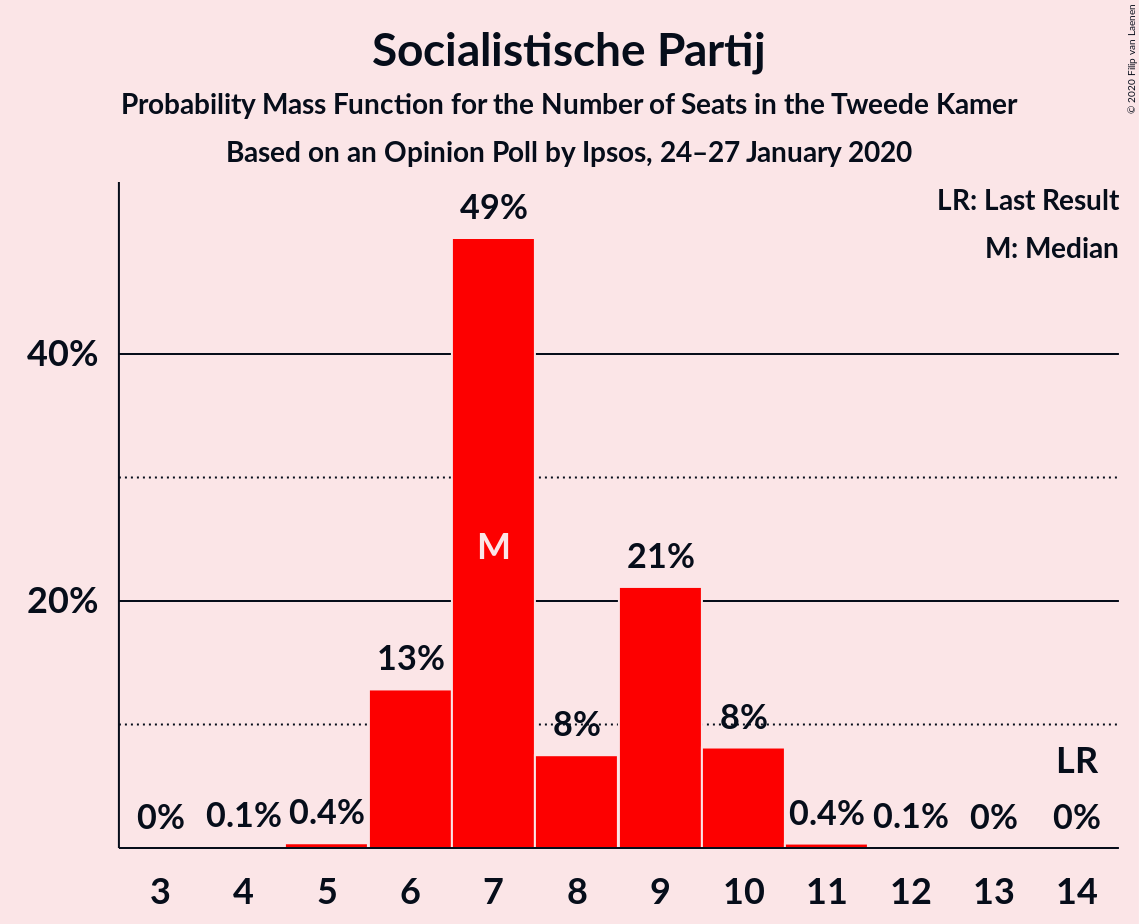 Socialistische Partij
Probability Mass Function for the Number of Seats in the Tweede Kamer
Based on an Opinion Poll by Ipsos, 24–27 January 2020
© 2020 Filip van Laenen
LR: Last Result
M: Median
49%
40%
M
21%
20%
13%
8%
8%
LR
0% 0.1% 0.4% 0.4% 0.1% 0% 0%
3 4 5 6 7 8 9 10 11 12 13 14